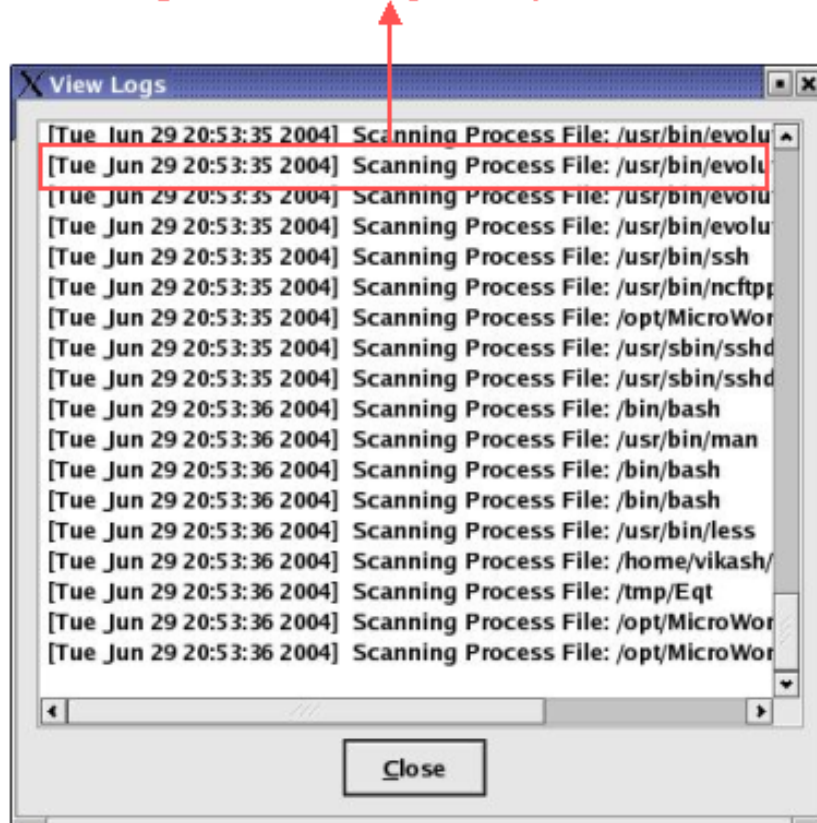 View Logs
[Tue Jun 29 20:53:35 2004] Scanning Process File: /usr/bin/evolu
[Tue Jun 29 20:53:35 2004] Scanning Process File: /usr/bin/evolu
[Tue Jun 29 20:53:35 2004] Scanning Process File: /usr/bin/evolu
[Tue Jun 29 20:53:35 2004] Scanning Process File: /usr/bin/evolu
[Tue Jun 29 20:53:35 2004] Scanning Process File: /usr/bin/ssh
[Tue Jun 29 20:53:35 2004] Scanning Process File: /usr/bin/ncftpp
[Tue Jun 29 20:53:35 2004] Scanning Process File: /opt/MicroWor
[Tue Jun 29 20:53:35 2004] Scanning Process File: /usr/sbin/sshd
[Tue Jun 29 20:53:35 2004] Scanning Process File: /usr/sbin/sshd
[Tue Jun 29 20:53:36 2004] Scanning Process File: /bin/bash
[Tue Jun 29 20:53:36 2004] Scanning Process File: /usr/bin/man
[Tue Jun 29 20:53:36 2004] Scanning Process File: /bin/bash
[Tue Jun 29 20:53:36 2004] Scanning Process File: /bin/bash
[Tue Jun 29 20:53:36 2004] Scanning Process File: /usr/bin/less
[Tue Jun 29 20:53:36 2004] Scanning Process File: /home/vikash/
[Tue Jun 29 20:53:36 2004] Scanning Process File: /tmp/Eqt
[Tue Jun 29 20:53:36 2004] Scanning Process File: /opt/MicroWor
[Tue Jun 29 20:53:36 2004] Scanning Process File: /opt/MicroWor
Close